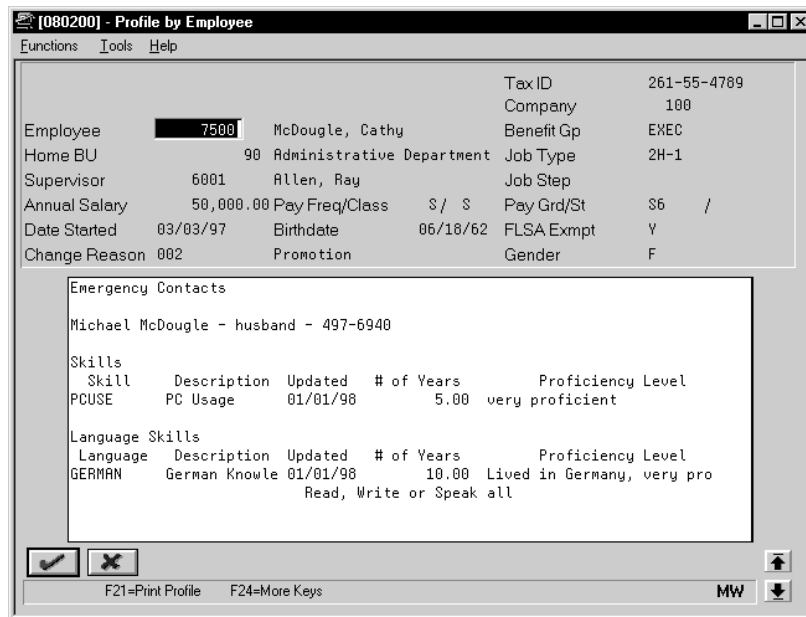 [080200] - Profile by Employee
Functions Tools Help
Tax ID 261-55-4789
Company 100
Employee 7500 McDougle, Cathy Benefit Gp EXEC
Home BU 90 Administrative Department Job Type 2H-1
Supervisor 6001 Allen, Ray Job Step
Annual Salary 50,000.00 Pay Freq/Class S/ S Pay Grd/St S6 /
Date Started 03/03/97 Birthdate 06/18/62 FLSA Exmpt Y
Change Reason 002 Promotion Gender F
Emergency Contacts
Michael McDougle - husband - 497-6940
Skills
Skill Description Updated # of Years Proficiency Level
PCUSE PC Usage 01/01/98 5.00 very proficient
Language Skills
Language Description Updated # of Years Proficiency Level
GERMAN German Knowle 01/01/98 10.00 Lived in Germany, very pro
Read, Write or Speak all
F21=Print Profile F24=More Keys MW